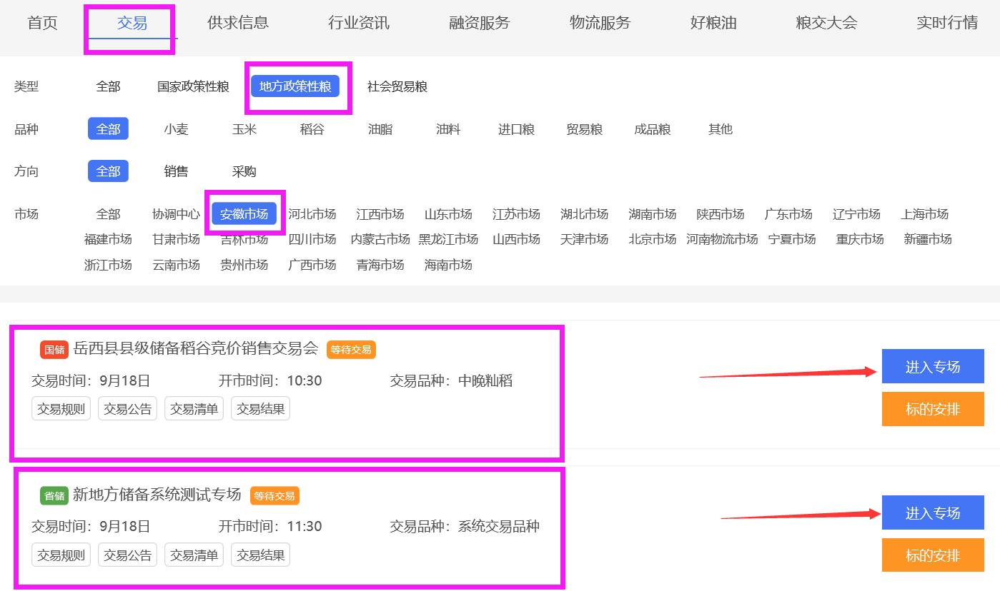 首页 交易 供求信息 行业资讯 融资服务 物流服务 好粮油 粮交大会 实时行情
类型 全部 国家政策性粮 地方政策性粮 社会贸易粮
品种 全部 小麦 玉米 稻谷 油脂 油料 进口粮 贸易粮 成品粮 其他
方向 全部 销售 采购
市场 全部 协调中心 安徽市场 河北市场 江西市场 山东市场 江苏市场 湖北市场 湖南市场 陕西市场 广东市场 辽宁市场 上海市场
福建市场 甘肃市场 吉林市场 四川市场 内蒙古市场 黑龙江市场 山西市场 天津市场 北京市场 河南物流市场 宁夏市场 重庆市场 新疆市场
浙江市场 云南市场 贵州市场 广西市场 青海市场 海南市场
国储 岳西县县级储备稻谷竞价销售交易会 等待交易
交易时间：9月18日 开市时间：10:30 交易品种：中晚籼稻
交易规则 交易公告 交易清单 交易结果
进入专场
标的安排
省储 新地方储备系统测试专场 等待交易
交易时间：9月18日 开市时间：11:30 交易品种：系统交易品种
交易规则 交易公告 交易清单 交易结果
进入专场
标的安排